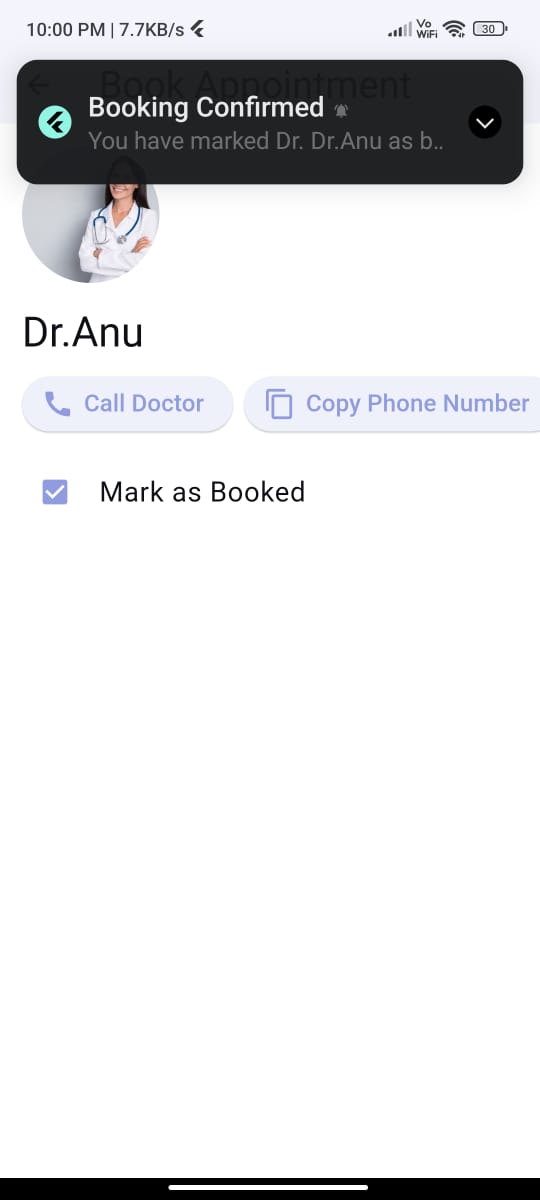 10:00 PM | 7.7KB/s
Vo
WiFi
30
Book Appointment
Booking Confirmed
You have marked Dr. Dr.Anu as b..
Dr.Anu
Call Doctor
Copy Phone Number
Mark as Booked